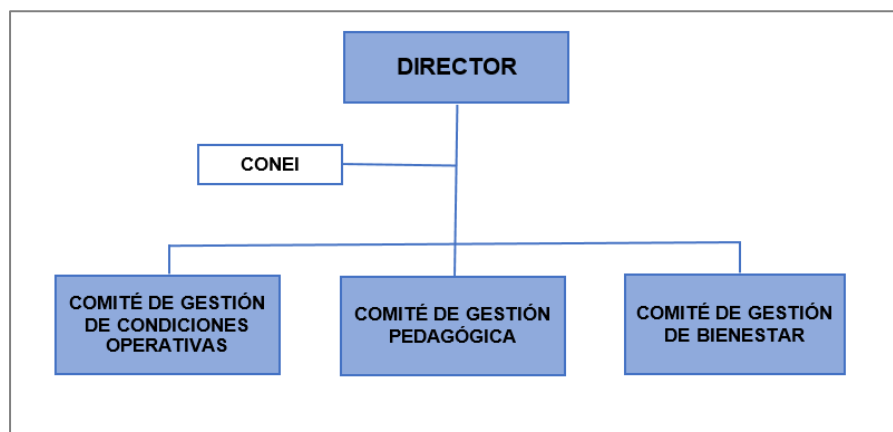 DIRECTOR
CONEI
COMITÉ DE GESTIÓN
DE CONDICIONES
OPERATIVAS
COMITÉ DE GESTIÓN
PEDAGÓGICA
COMITÉ DE GESTIÓN
DE BIENESTAR